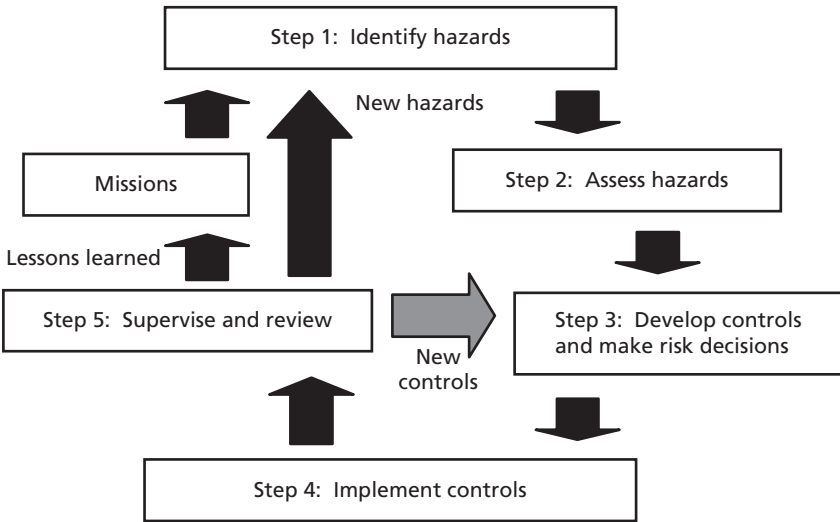 Step 1: Identify hazards
New hazards
Missions
Step 2: Assess hazards
Lessons learned
Step 5: Supervise and review
Step 3: Develop controls
and make risk decisions
New
controls
Step 4: Implement controls